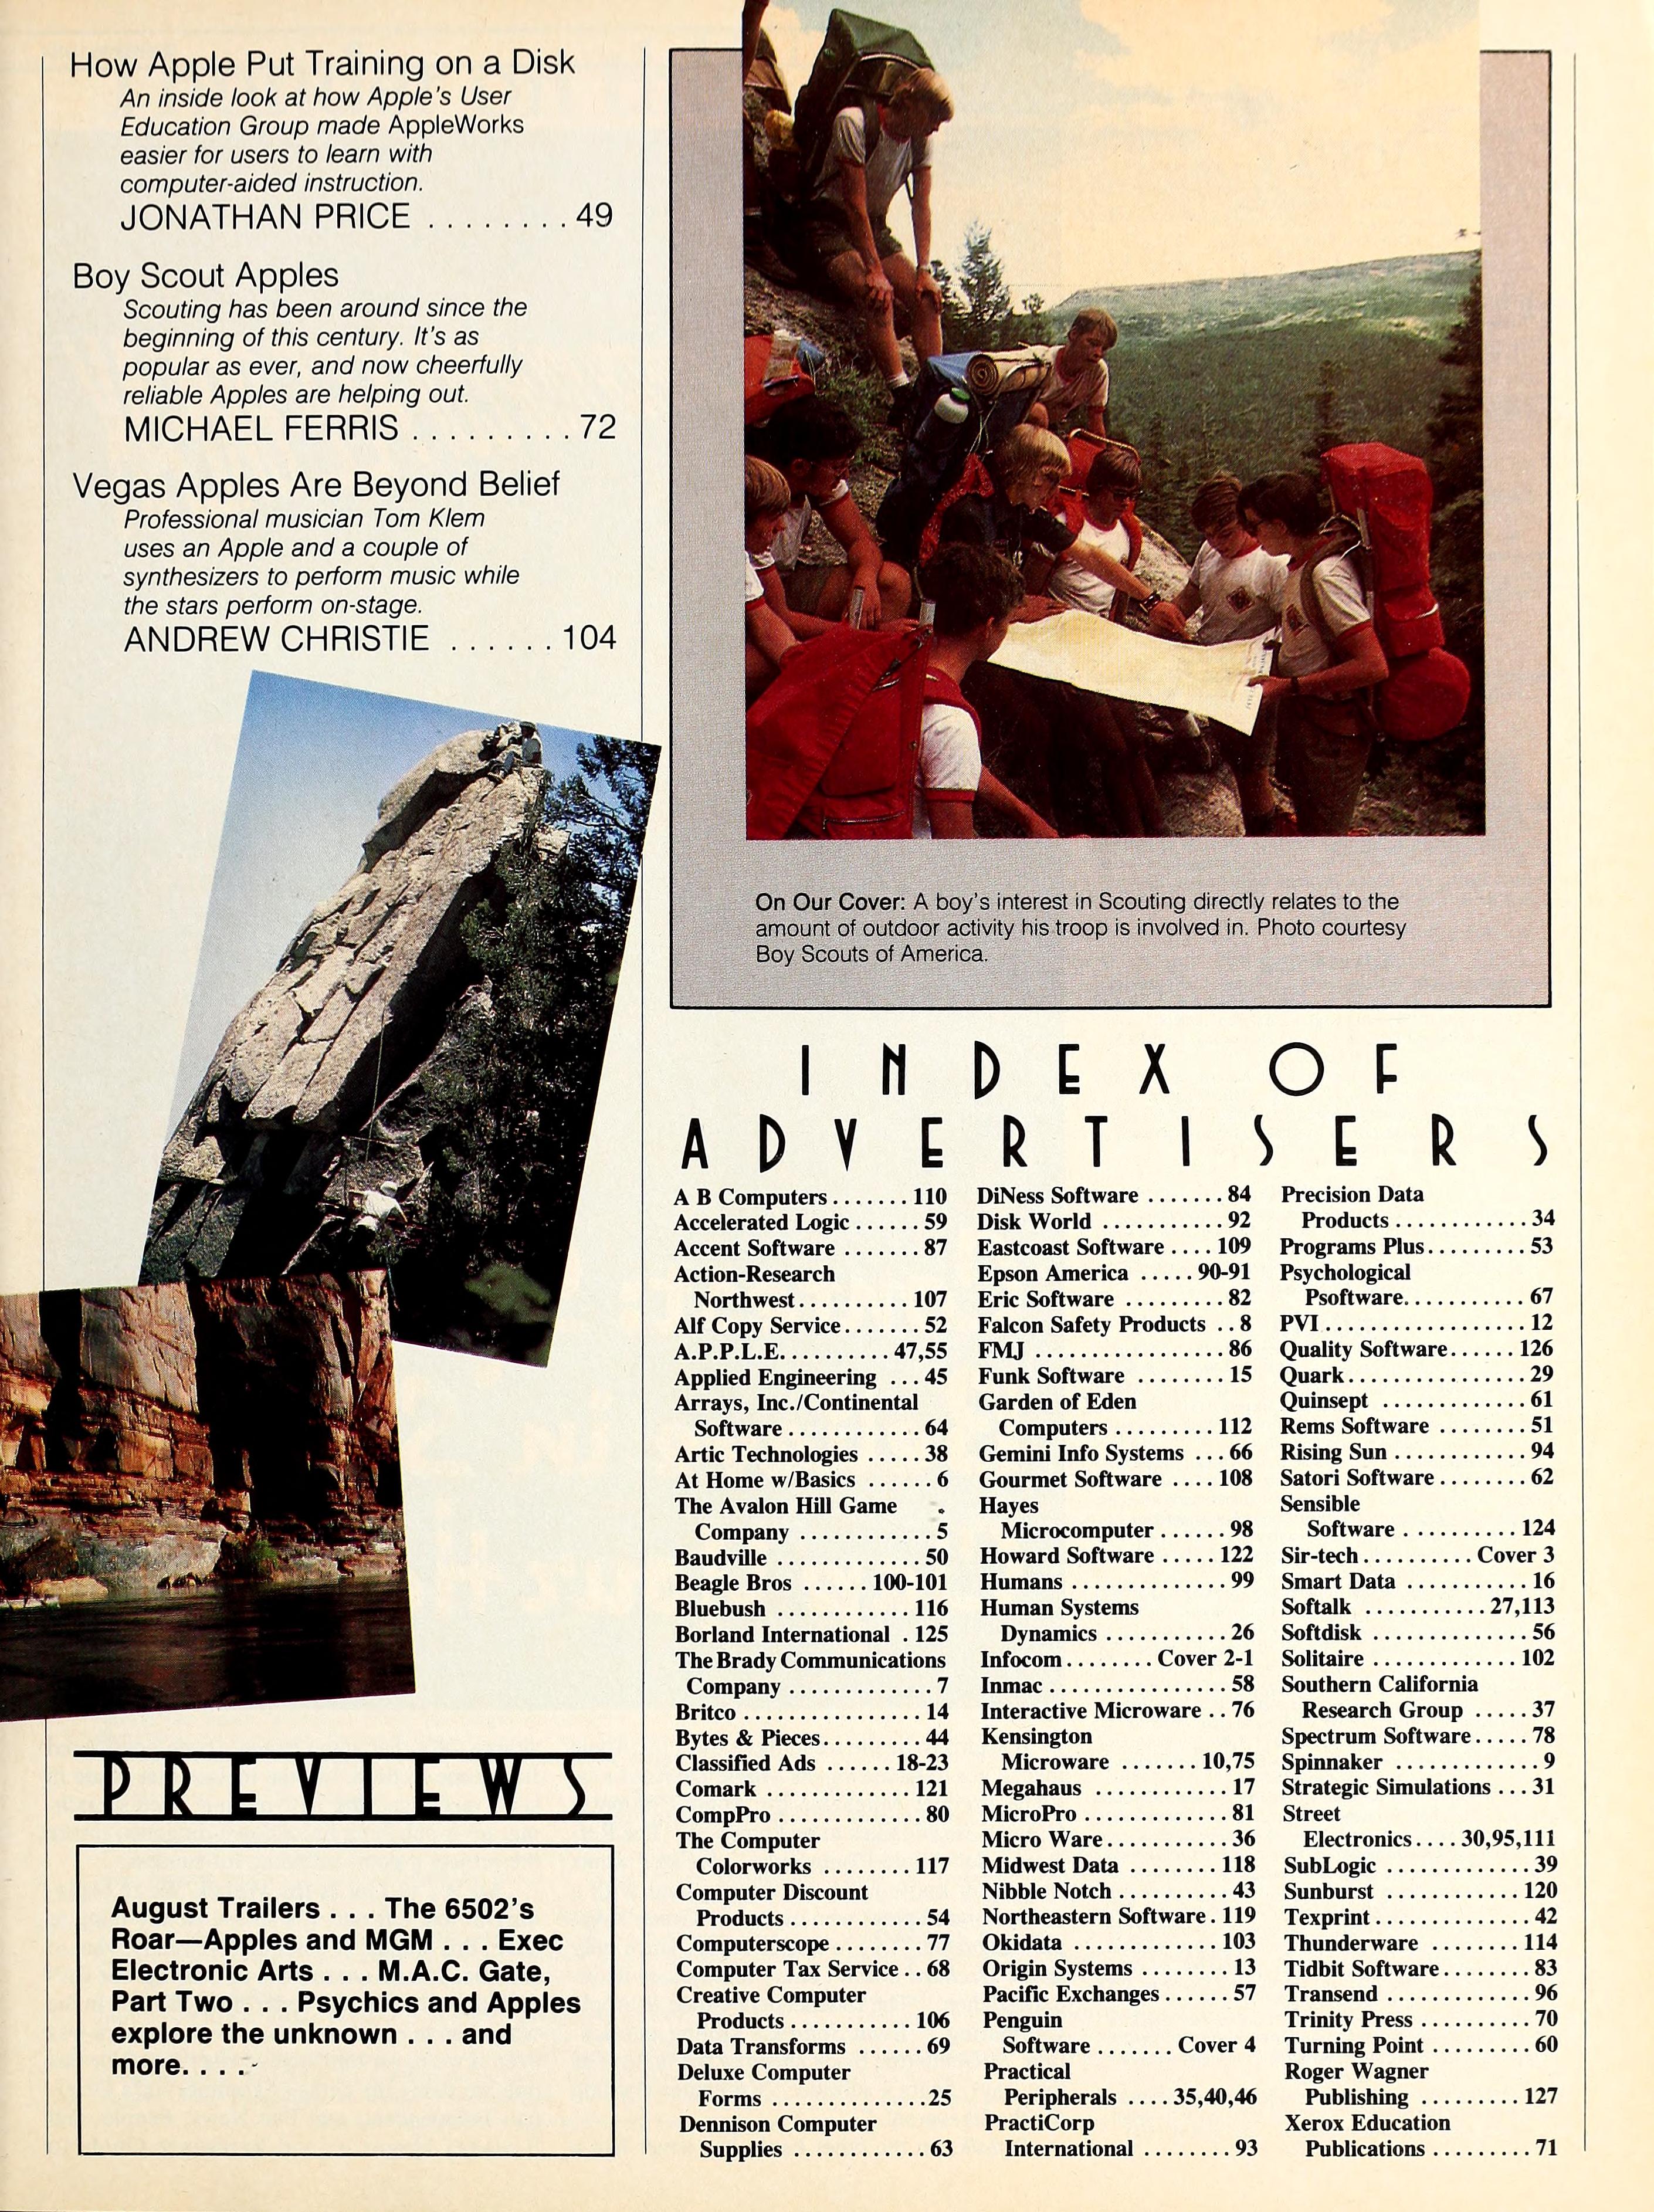 How Apple Put Training on a Disk
An inside look at how Apple's User
Education Group made AppleWorks
easier for users to learn with
computer-aided instruction.
JONATHAN PRICE ........ 49
Boy Scout Apples
Scouting has been around since the
beginning of this century. It's as
popular as ever, and now cheerfully
reliable Apples are helping out.
MICHAEL FERRIS ......... 72
Vegas Apples Are Beyond Belief
Professional musician Tom Klem
uses an Apple and a couple of
synthesizers to perform music while
the stars perform on-stage.
ANDREW CHRISTIE ...... 104
PREVIEWS
August Trailers . . . The 6502's
Roar—Apples and MGM . . . Exec
Electronic Arts . . . M.A.C. Gate,
Part Two . . . Psychics and Apples
explore the unknown . . . and
more. . . .
On Our Cover: A boy's interest in Scouting directly relates to the
amount of outdoor activity his troop is involved in. Photo courtesy
Boy Scouts of America.
INDEX OF
ADVERTISERS
A B Computers ....... 110
Accelerated Logic ...... 59
Accent Software ....... 87
Action-Research
Northwest .......... 107
Alf Copy Service ....... 52
A.P.P.L.E. ......... 47,55
Applied Engineering ... 45
Arrays, Inc./Continental
Software ............ 64
Artic Technologies ..... 38
At Home w/Basics ...... 6
The Avalon Hill Game
Company ............ 5
Baudville ............. 50
Beagle Bros ...... 100-101
Bluebush ............ 116
Borland International . 125
The Brady Communications
Company ............ 7
Britco ................ 14
Bytes & Pieces ......... 44
Classified Ads ...... 18-23
Comark ............. 121
CompPro ............. 80
The Computer
Colorworks ........ 117
Computer Discount
Products ............ 54
Computerscope ........ 77
Computer Tax Service .. 68
Creative Computer
Products ........... 106
Data Transforms ...... 69
Deluxe Computer
Forms .............. 25
Dennison Computer
Supplies ............ 63
DiNess Software ....... 84
Disk World ........... 92
Eastcoast Software .... 109
Epson America ..... 90-91
Eric Software ......... 82
Falcon Safety Products .. 8
FMJ ................. 86
Funk Software ........ 15
Garden of Eden
Computers ......... 112
Gemini Info Systems ... 66
Gourmet Software .... 108
Hayes
Microcomputer ...... 98
Howard Software ..... 122
Humans .............. 99
Human Systems
Dynamics ........... 26
Infocom ........ Cover 2-1
Inmac ................ 58
Interactive Microware .. 76
Kensington
Microware ....... 10,75
Megahaus ............ 17
MicroPro ............. 81
Micro Ware ........... 36
Midwest Data ........ 118
Nibble Notch .......... 43
Northeastern Software . 119
Okidata ............. 103
Origin Systems ........ 13
Pacific Exchanges ...... 57
Penguin
Software ....... Cover 4
Practical
Peripherals .... 35,40,46
PractiCorp
International ........ 93
Precision Data
Products ............ 34
Programs Plus ......... 53
Psychological
Psoftware ........... 67
PVI .................. 12
Quality Software ...... 126
Quark ................ 29
Quinsept ............. 61
Rems Software ........ 51
Rising Sun ............ 94
Satori Software ........ 62
Sensible
Software .......... 124
Sir-tech .......... Cover 3
Smart Data ........... 16
Softalk ........... 27,113
Softdisk .............. 56
Solitaire ............. 102
Southern California
Research Group ..... 37
Spectrum Software ..... 78
Spinnaker ............. 9
Strategic Simulations ... 31
Street
Electronics .... 30,95,111
SubLogic ............. 39
Sunburst ............ 120
Texprint .............. 42
Thunderware ........ 114
Tidbit Software ........ 83
Transend ............. 96
Trinity Press .......... 70
Turning Point ......... 60
Roger Wagner
Publishing ......... 127
Xerox Education
Publications ......... 71